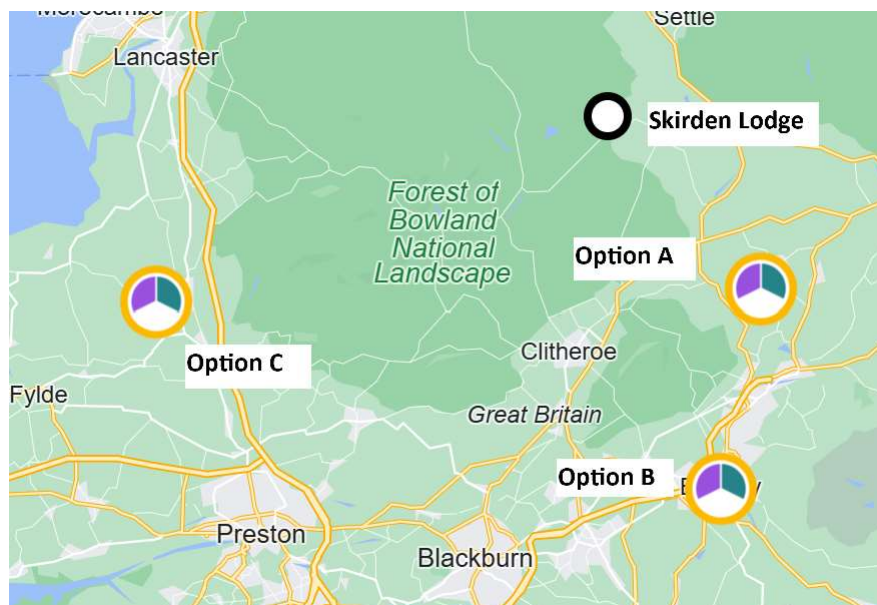 Settle
Lancaster
Skirden Lodge
Forest of
Bowland
National
Landscape
Option A
Option C
Clitheroe
Fylde
Great Britain
Option B
Preston
Blackburn